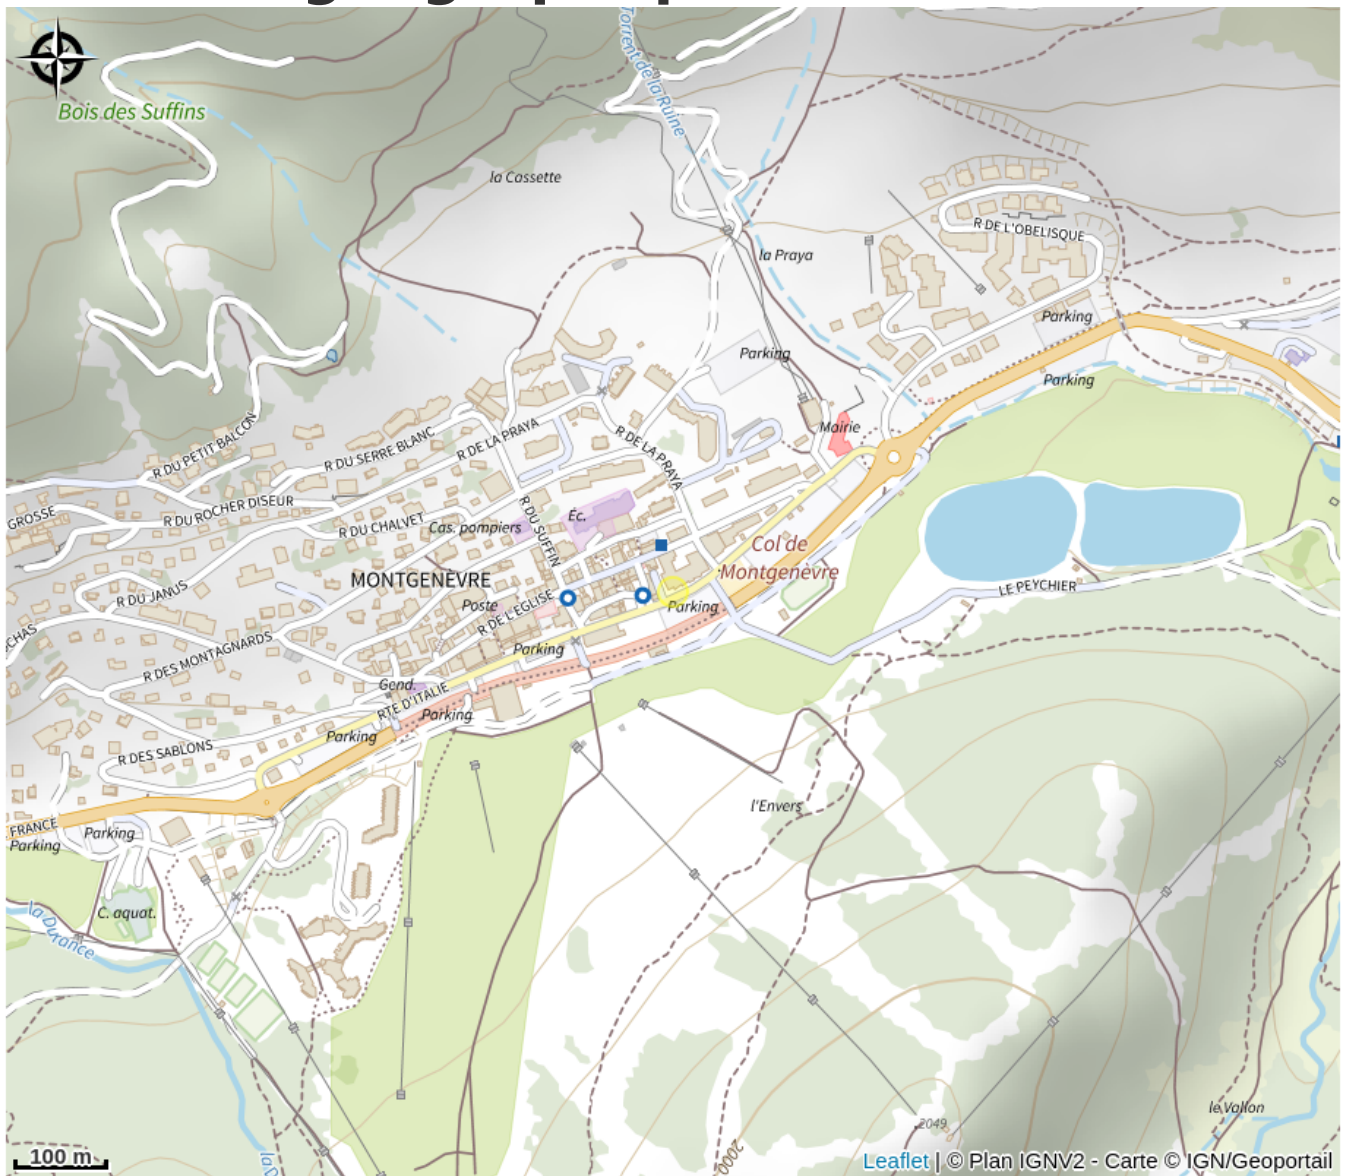 Torrent de la Ruine
Bois des Suffins
la Cassette
R DE L'OBELISQUE
la Praya
Parking
Parking
Parking
R DU PETIT BALCON
R DU SERRE BLANC
R DE LA PRAYA
R DE LA PRAYA
Mairie
GROSSE
R DU ROCHER DISEUR
R DU CHALVET
Cas. pompiers
R DU SUFFIN
Éc.
Col de
Montgenèvre
MONTGENÈVRE
R DU JANUS
LE PEYCHIER
Poste
R DE L'EGLISE
Parking
OCHAS
R DES MONTAGNARDS
Parking
Gend.
RTE D'ITALIE
Parking
Parking
R DES SABLONS
l'Envers
FRANCE
Parking
Parking
C. aquat.
la Durance
le Vallon
2049
2000
la D
100 m
Leaflet | © Plan IGNV2 - Carte © IGN/Geoportail